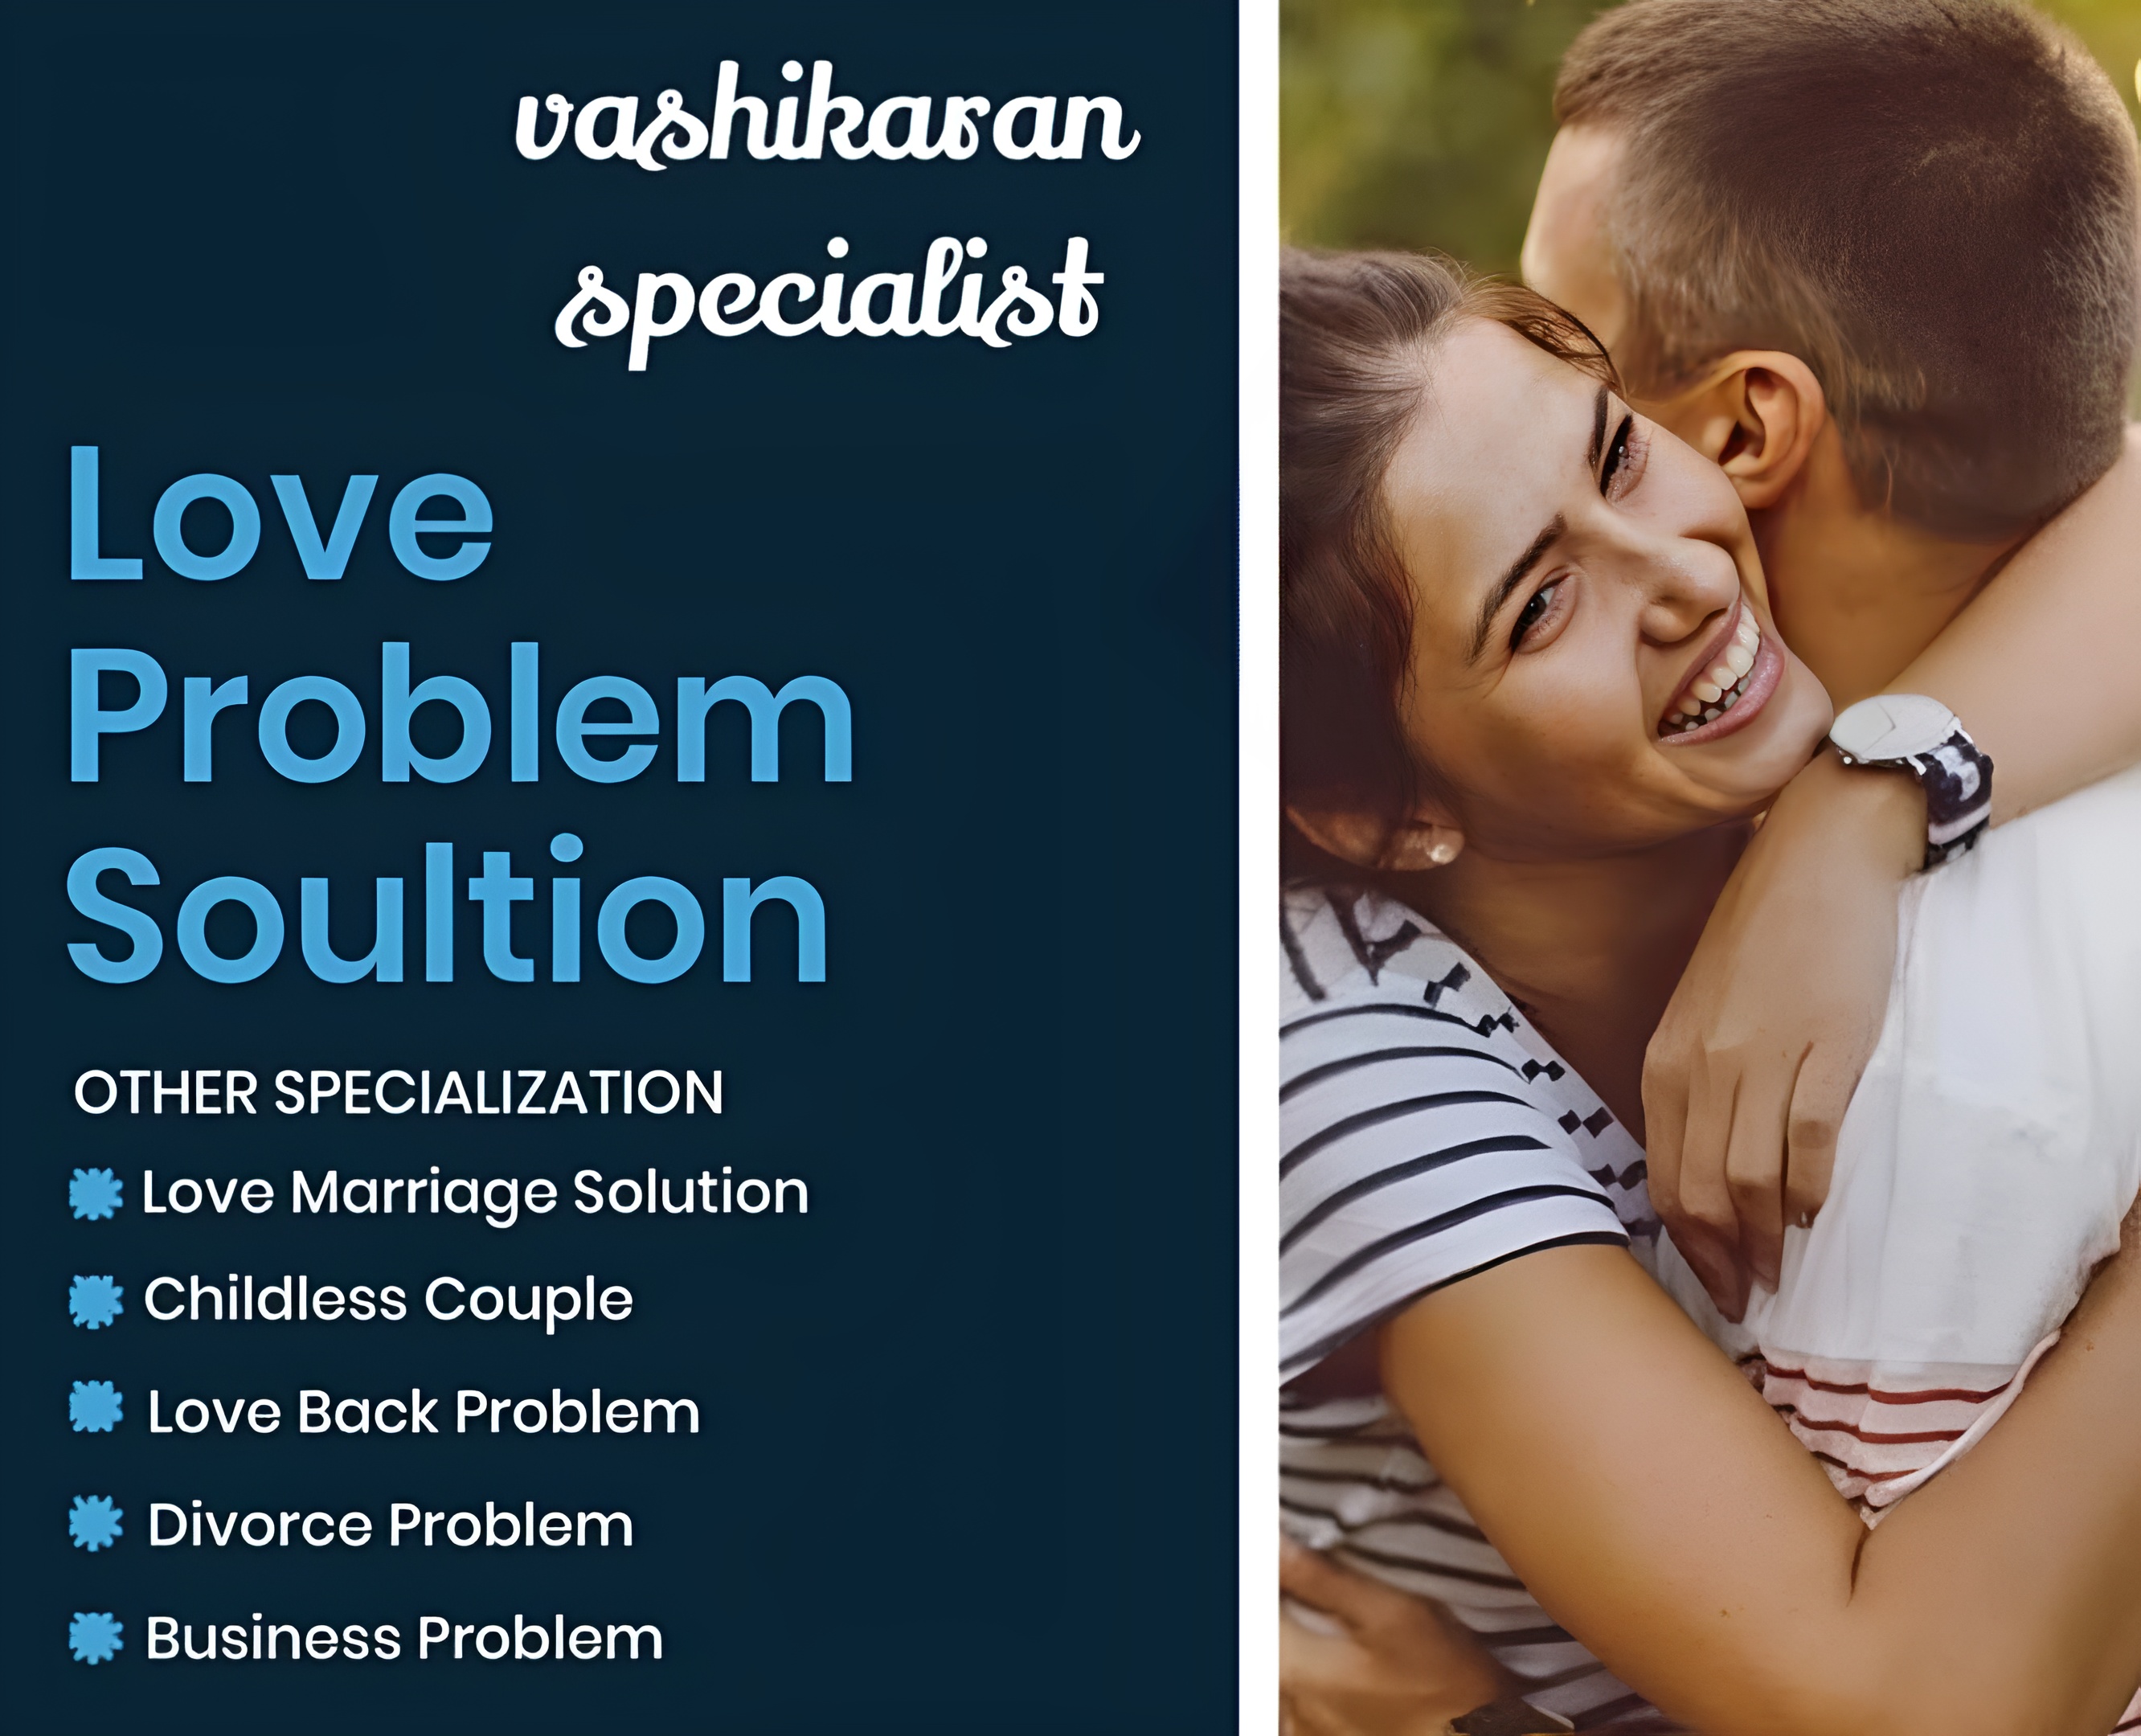 vashikaran
specialist
Love
Problem
Soultion
OTHER SPECIALIZATION
Love Marriage Solution
Childless Couple
Love Back Problem
Divorce Problem
Business Problem